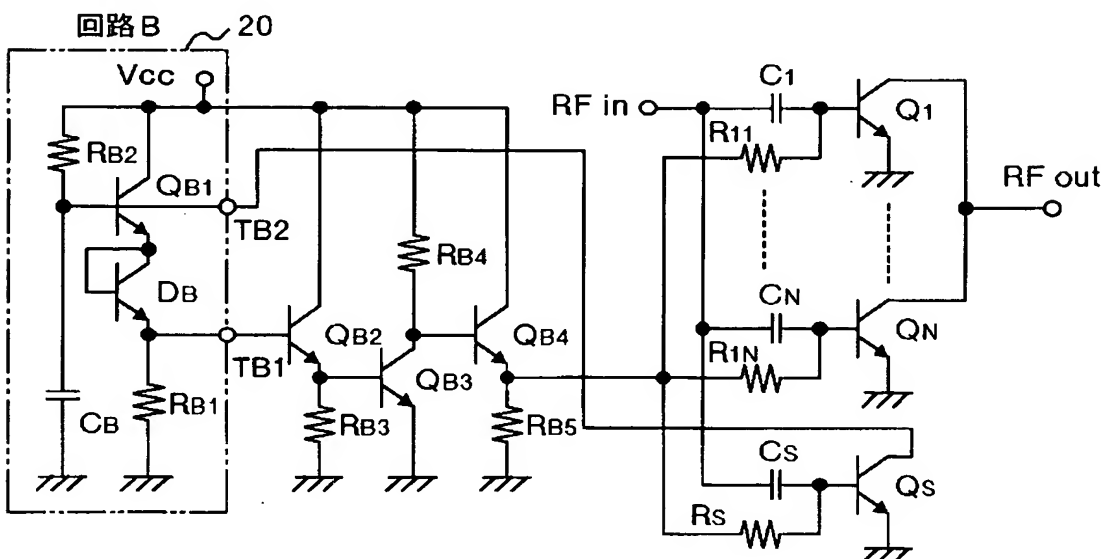 回路B
20
Vcc
RB2
QB1
TB2
DB
TB1
CB
RB1
QB2
RB3
RB4
QB3
QB4
RB5
RF in
C1
R11
Q1
RF out
CN
R1N
QN
CS
RS
QS